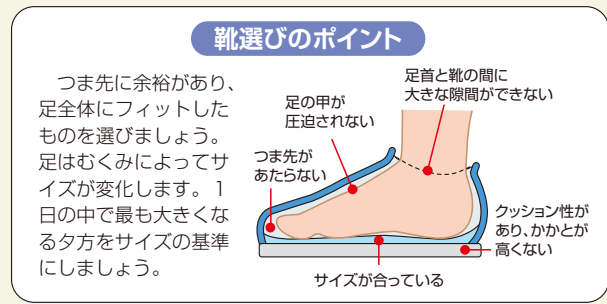 靴選びのポイント
つま先に余裕があり、
足全体にフィットした
ものを選びましょう。
足はむくみによってサ
イズが変化します。1
日の中で最も大きくな
る夕方をサイズの基準
にしましょう。
足首と靴の間に
大きな隙間ができない
足の甲が
圧迫されない
つま先が
あたらない
クッション性が
あり、かかとが
高くない
サイズが合っている